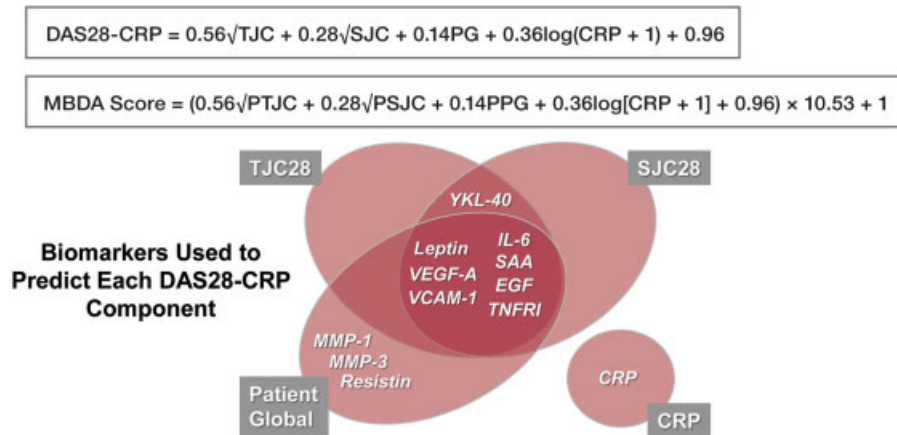 DAS28-CRP = 0.56√TJC + 0.28√SJC + 0.14PG + 0.36log(CRP + 1) + 0.96
MBDA Score = (0.56√PTJC + 0.28√PSJC + 0.14PPG + 0.36log[CRP + 1] + 0.96) × 10.53 + 1
TJC28
SJC28
YKL-40
Biomarkers Used to
Predict Each DAS28-CRP
Component
Leptin
VEGF-A
VCAM-1
IL-6
SAA
EGF
TNFRI
MMP-1
MMP-3
Resistin
Patient
Global
CRP
CRP